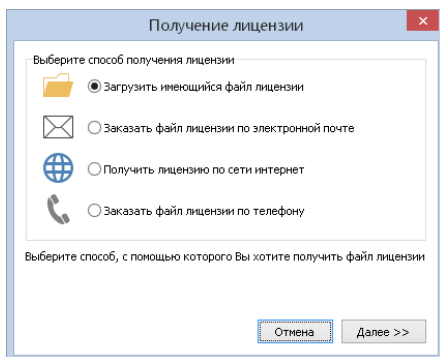 Получение лицензии
Выберите способ получения лицензии
Загрузить имеющийся файл лицензии
Заказать файл лицензии по электронной почте
Получить лицензию по сети интернет
Заказать файл лицензии по телефону
Выберите способ, с помощью которого Вы хотите получить файл лицензии
Отмена Далее >>